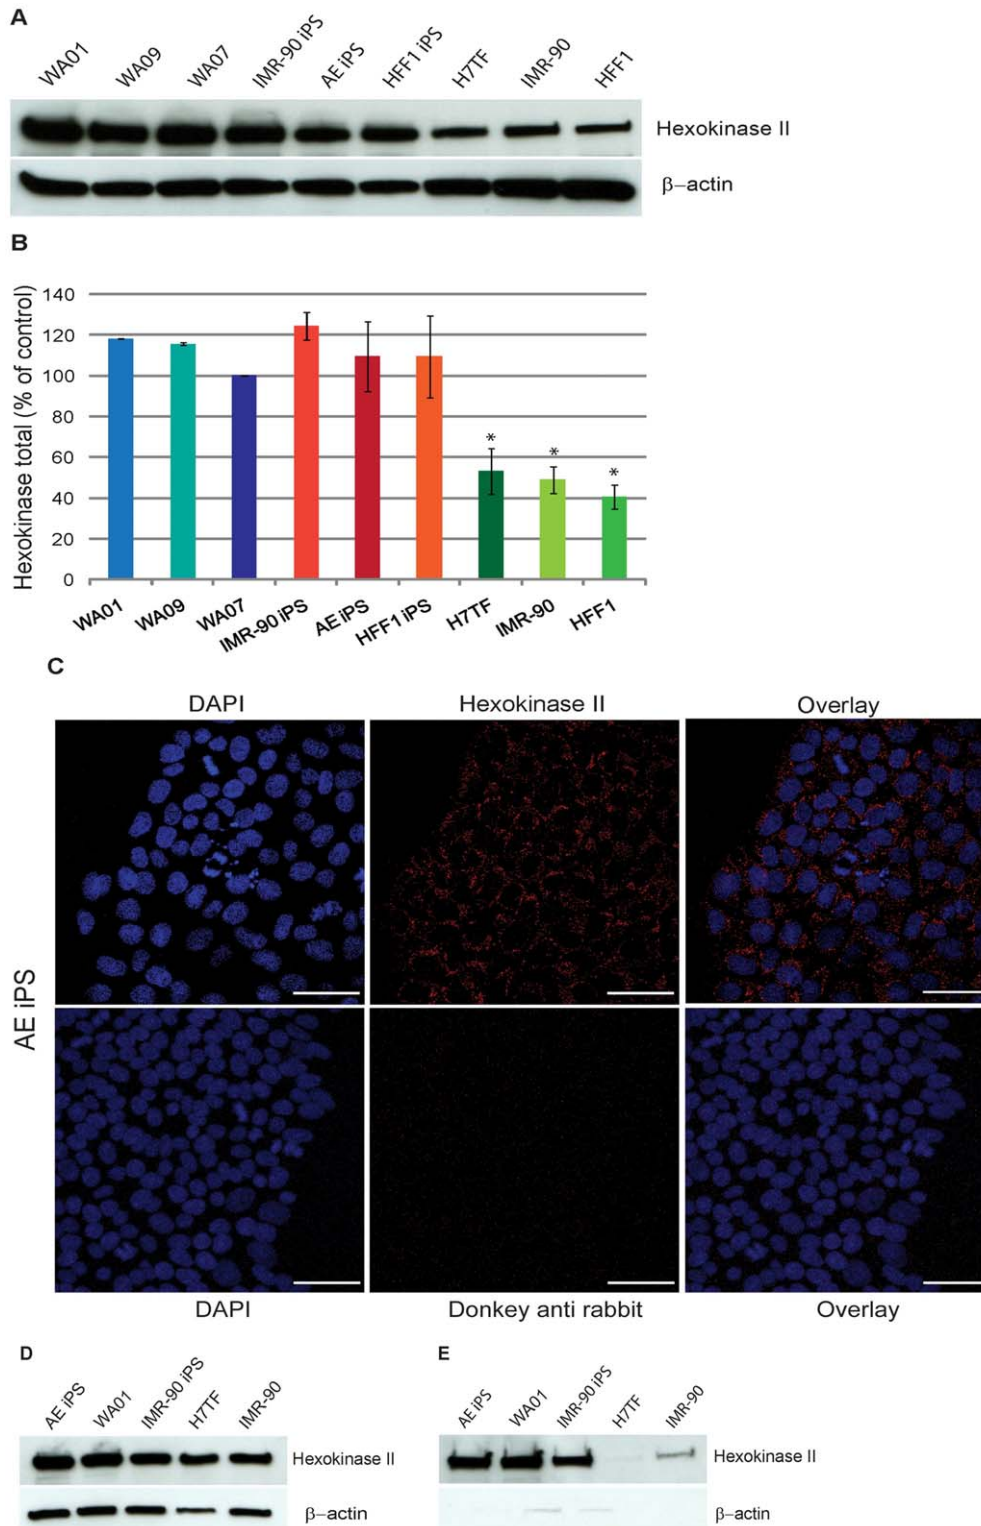 A
WA01 WA09 WA07 IMR-90 iPS AE iPS HFF1 iPS H7TF IMR-90 HFF1
Hexokinase II
β–actin
B
Hexokinase total (% of control)
140
120
100
80
60
40
20
0
* * *
WA01 WA09 WA07 IMR-90 iPS AE iPS HFF1 iPS H7TF IMR-90 HFF1
C
DAPI Hexokinase II Overlay
AE iPS
DAPI Donkey anti rabbit Overlay
D
AE iPS WA01 IMR-90 iPS H7TF IMR-90
Hexokinase II
β–actin
E
AE iPS WA01 IMR-90 iPS H7TF IMR-90
Hexokinase II
β–actin